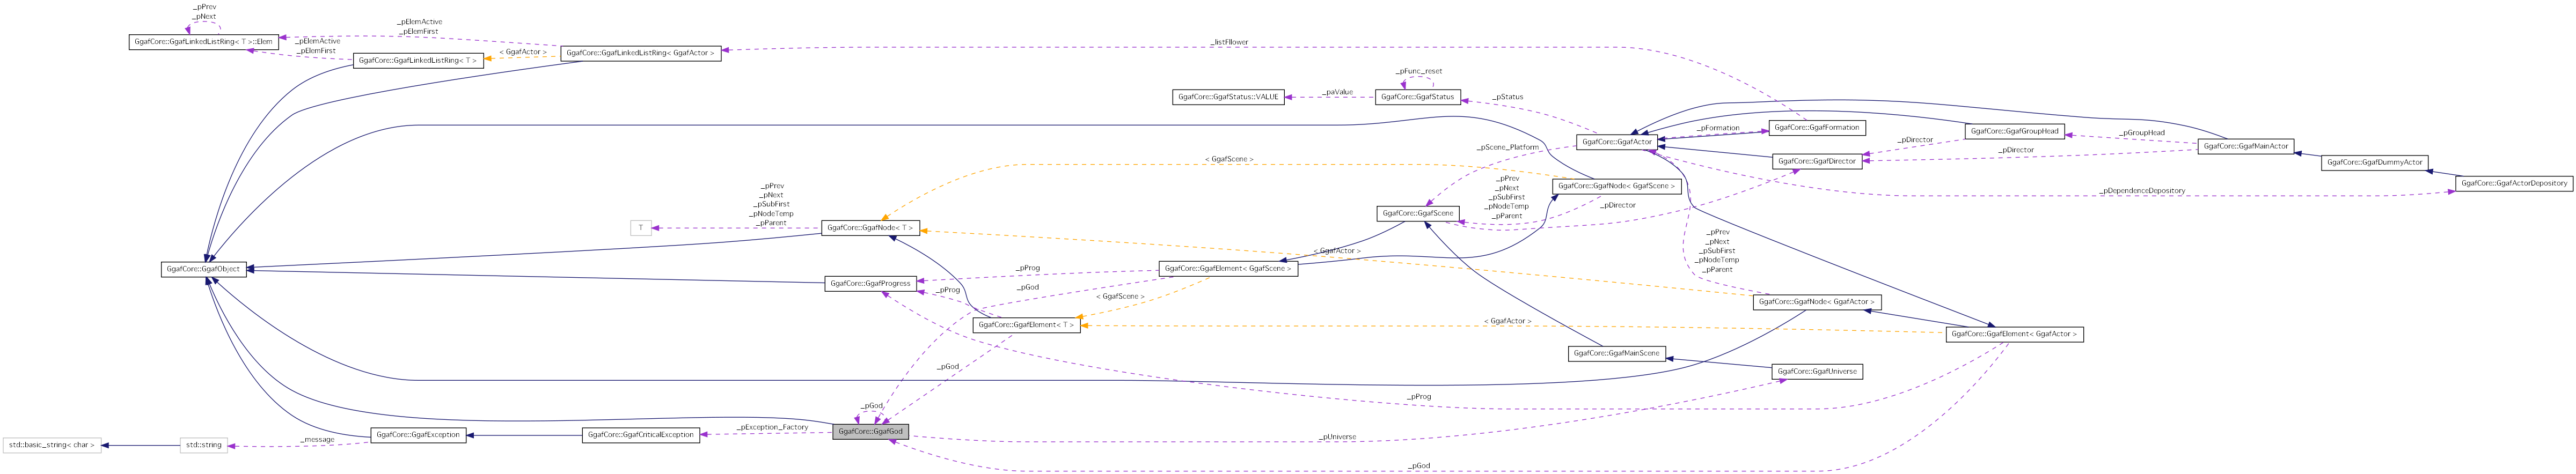 _pPrev
_pNext
GgafCore::GgafLinkedListRing< T >::Elem
_pElemActive
_pElemFirst
_pElemActive
_pElemFirst
GgafCore::GgafLinkedListRing< T >
< GgafActor >
GgafCore::GgafLinkedListRing< GgafActor >
_listFllower
_pFunc_reset
GgafCore::GgafStatus::VALUE
_paValue
GgafCore::GgafStatus
_pStatus
_pFormation
GgafCore::GgafFormation
GgafCore::GgafGroupHead
_pGroupHead
GgafCore::GgafActor
_pScene_Platform
GgafCore::GgafDirector
_pDirector
_pDirector
GgafCore::GgafMainActor
GgafCore::GgafDummyActor
GgafCore::GgafActorDepository
_pDependenceDepository
< GgafScene >
GgafCore::GgafNode< GgafScene >
_pPrev
_pNext
_pSubFirst
_pNodeTemp
_pParent
_pDirector
GgafCore::GgafScene
_pPrev
_pNext
_pSubFirst
_pNodeTemp
_pParent
T
GgafCore::GgafNode< T >
< GgafActor >
_pPrev
_pNext
_pSubFirst
_pNodeTemp
_pParent
GgafCore::GgafObject
GgafCore::GgafProgress
_pProg
_pGod
_pProg
GgafCore::GgafElement< GgafScene >
< GgafScene >
GgafCore::GgafElement< T >
GgafCore::GgafNode< GgafActor >
< GgafActor >
GgafCore::GgafElement< GgafActor >
GgafCore::GgafMainScene
GgafCore::GgafUniverse
_pGod
_pProg
_pGod
GgafCore::GgafGod
_pException_Factory
_pUniverse
_pGod
std::basic_string< char >
std::string
_message
GgafCore::GgafException
GgafCore::GgafCriticalException